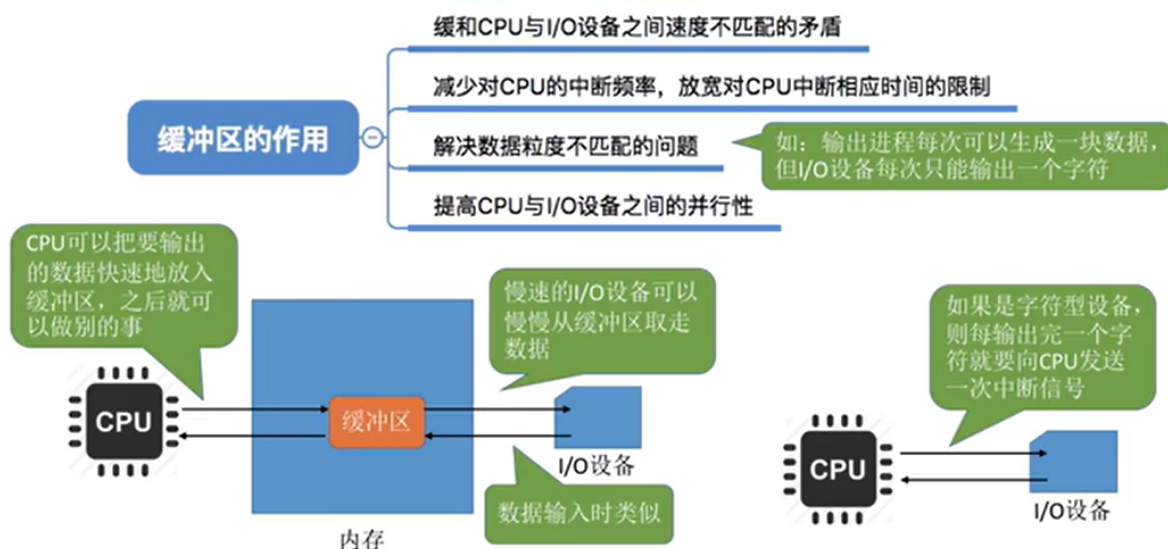 缓和CPU与I/O设备之间速度不匹配的矛盾
减少对CPU的中断频率，放宽对CPU中断相应时间的限制
缓冲区的作用
解决数据粒度不匹配的问题
如：输出进程每次可以生成一块数据，
但I/O设备每次只能输出一个字符
提高CPU与I/O设备之间的并行性
CPU可以把要输出
的数据快速地放入
缓冲区，之后就可
以做别的事
慢速的I/O设备可以
慢慢从缓冲区取走
数据
如果是字符型设备，
则每输出完一个字
符就要向CPU发送
一次中断信号
CPU
缓冲区
I/O设备
数据输入时类似
内存
CPU
I/O设备